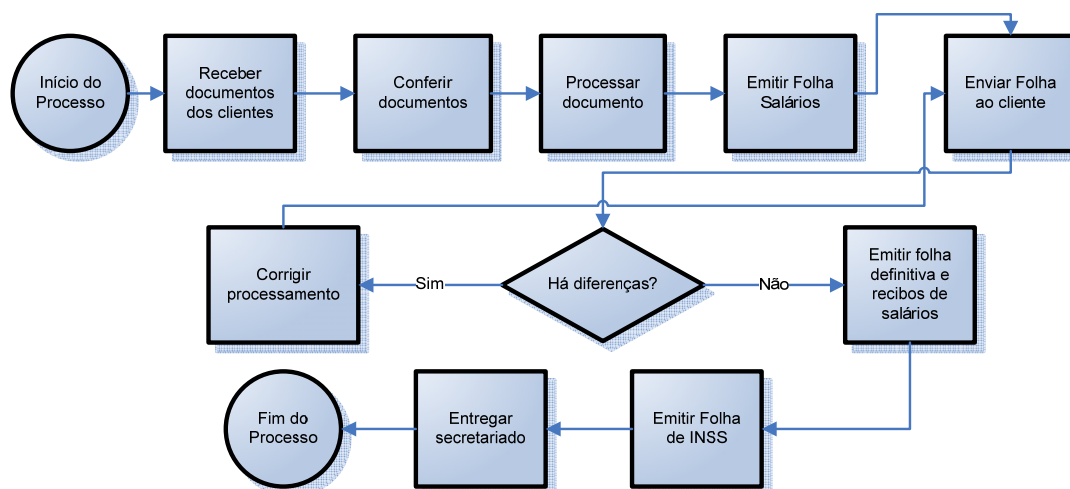 Início do
Processo
Receber
documentos
dos clientes
Conferir
documentos
Processar
documento
Emitir Folha
Salários
Enviar Folha
ao cliente
Corrigir
processamento
Sim
Há diferenças?
Não
Emitir folha
definitiva e
recibos de
salários
Fim do
Processo
Entregar
secretariado
Emitir Folha
de INSS